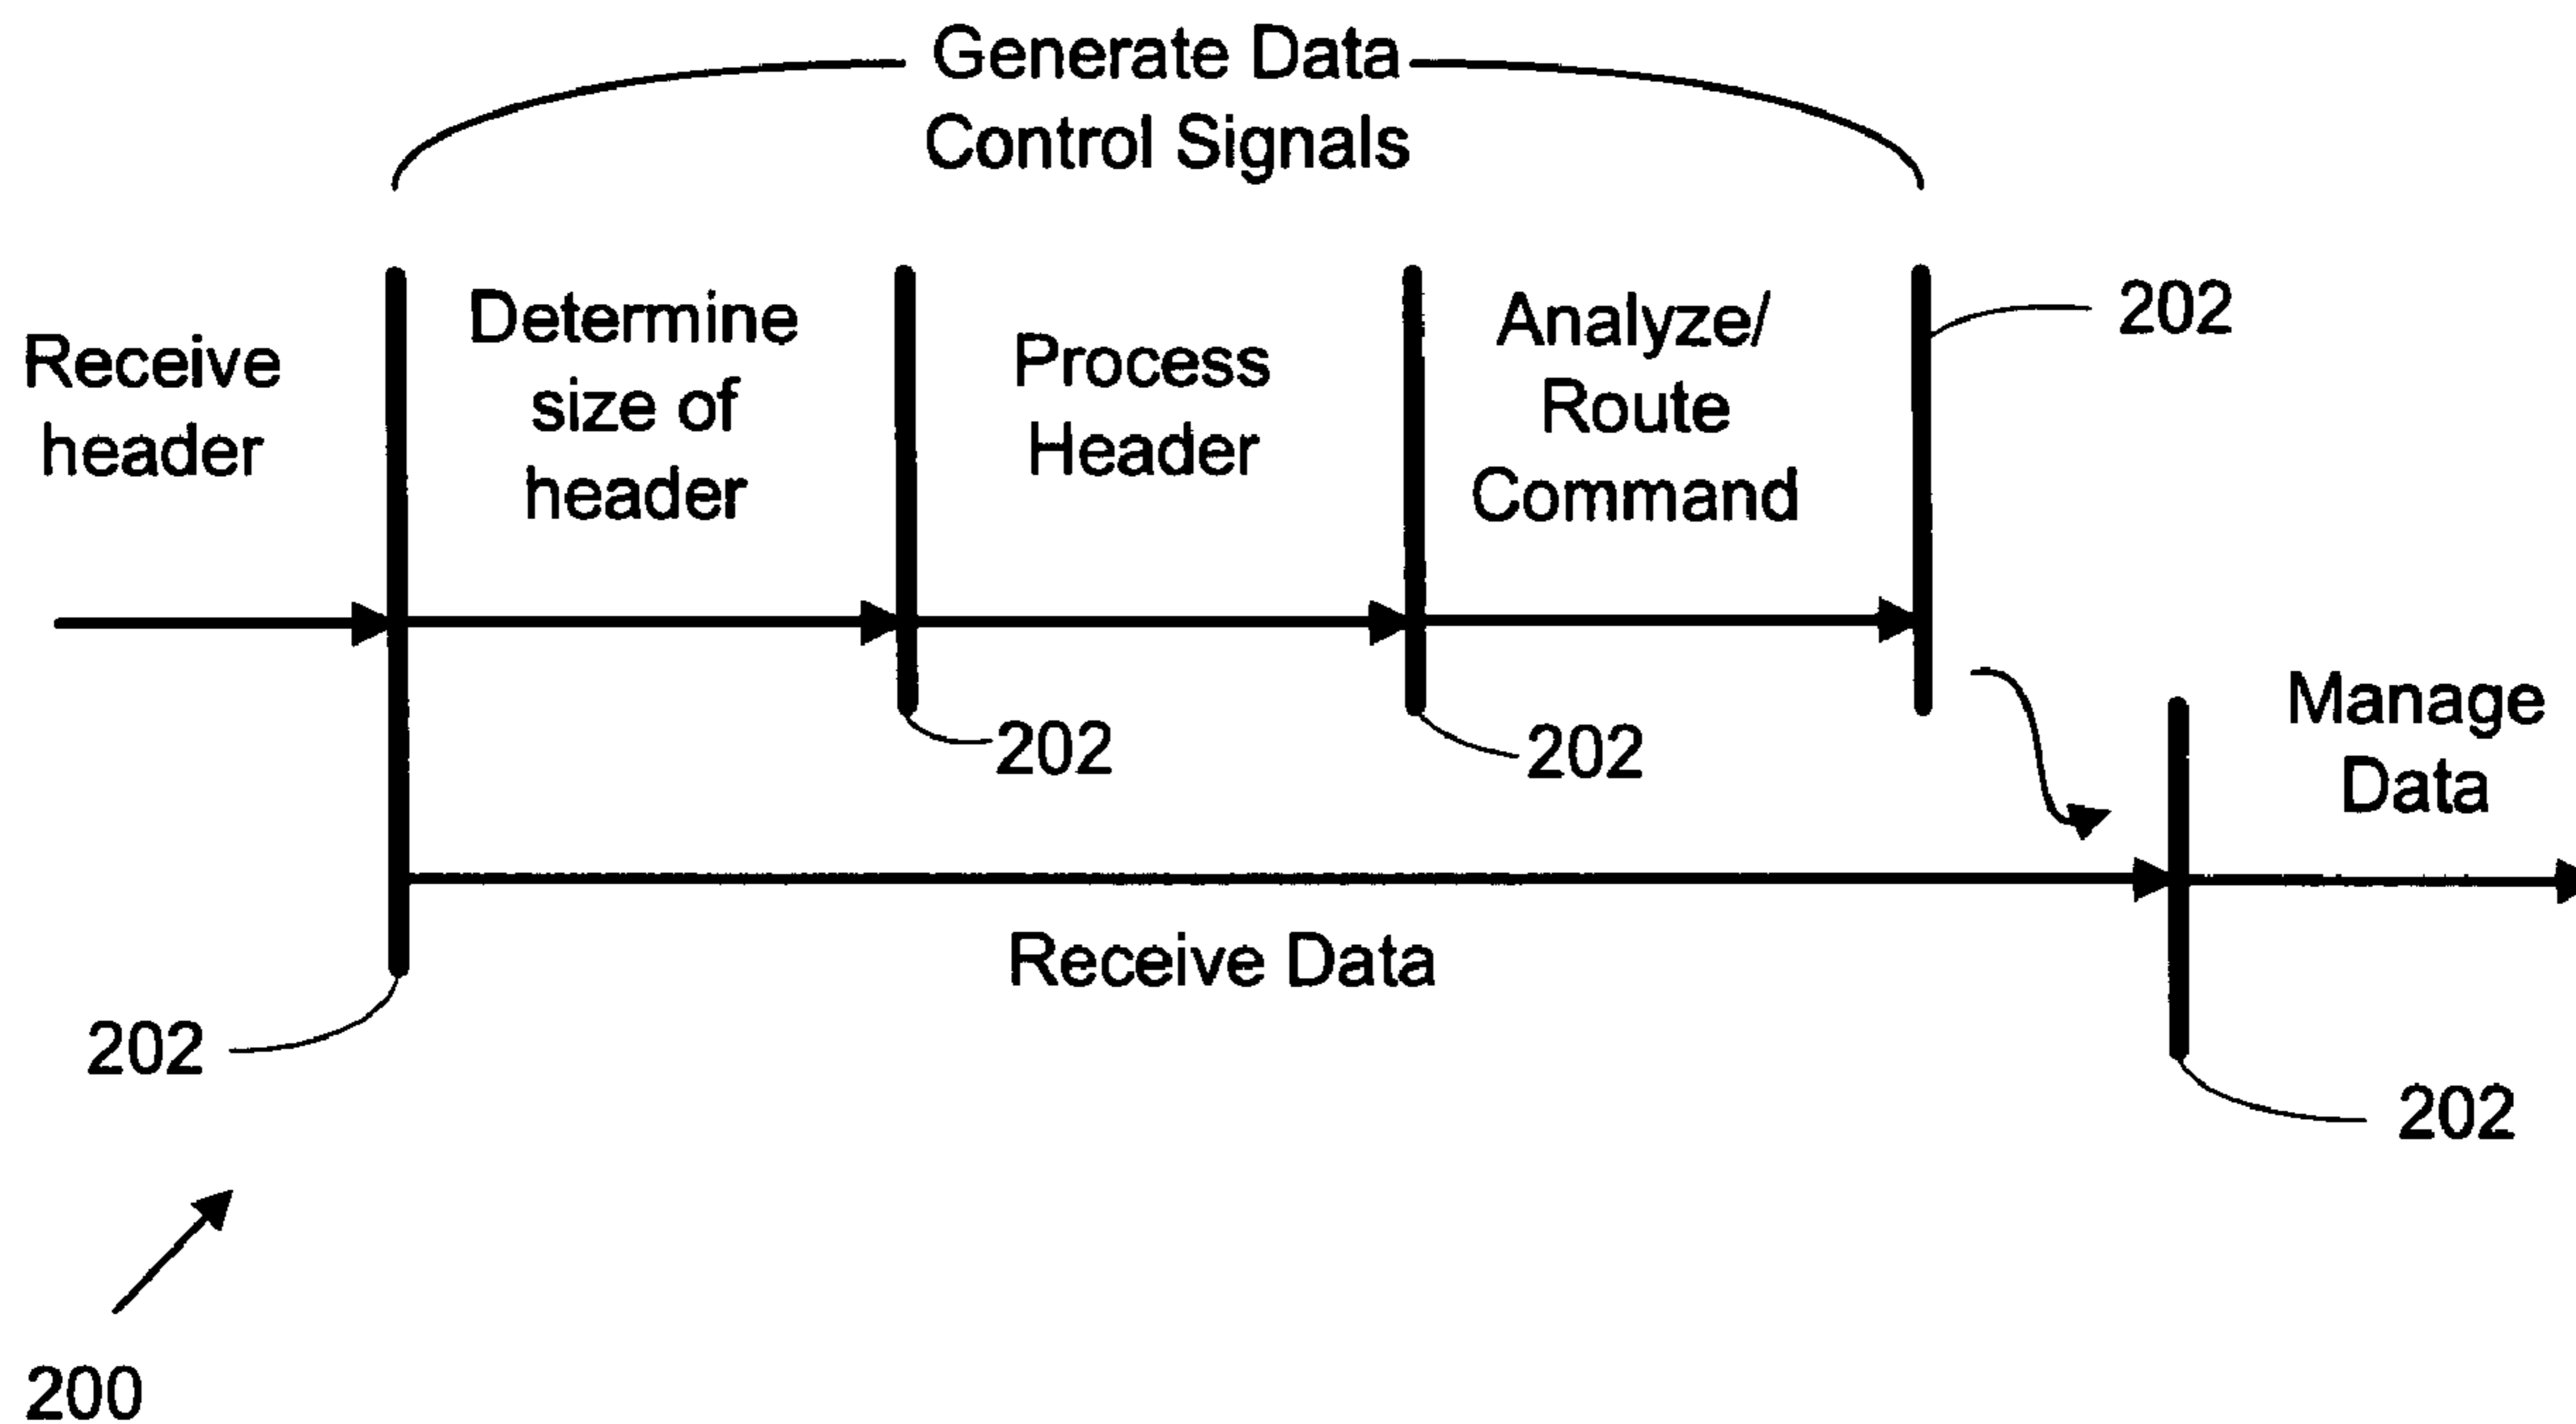 Generate Data
Control Signals
Receive
header
Determine
size of
header
Process
Header
Analyze/
Route
Command
202
202
202
Manage
Data
Receive Data
202
202
200